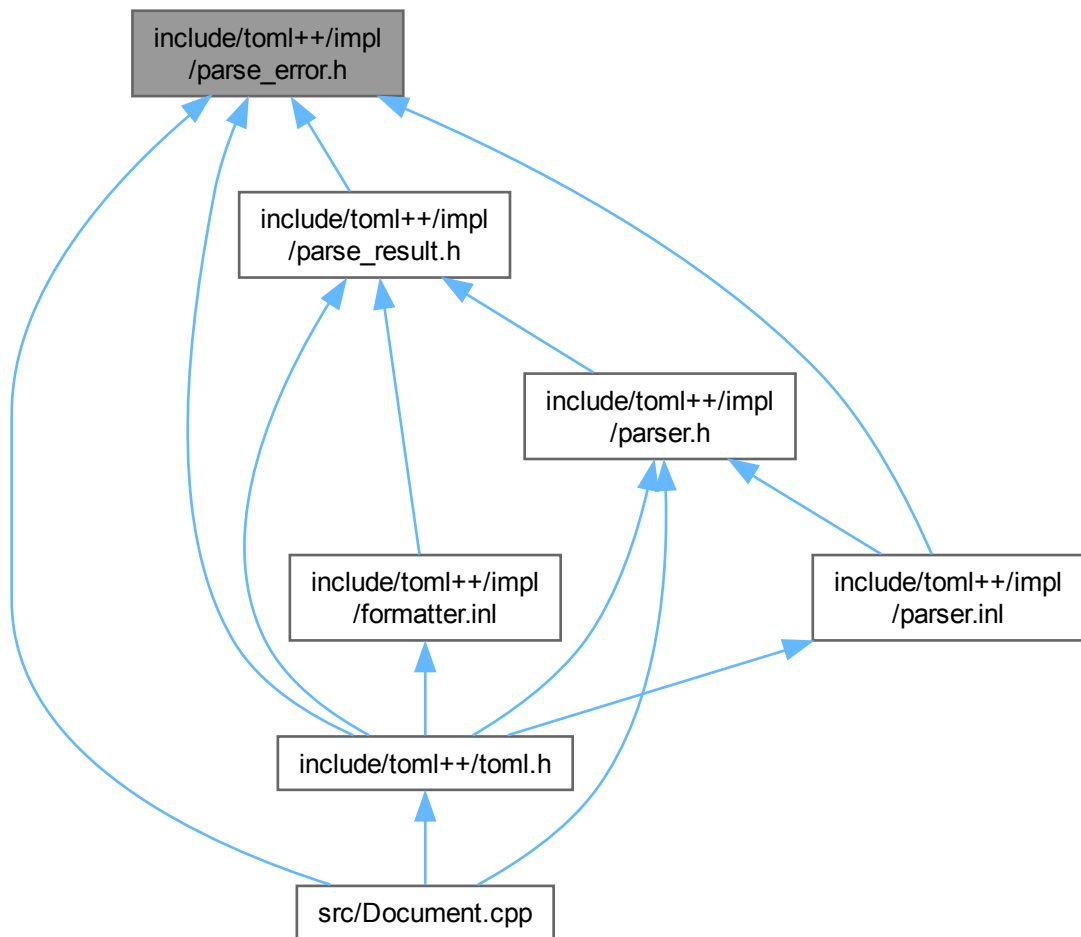 include/toml++/impl
/parse_error.h
include/toml++/impl
/parse_result.h
include/toml++/impl
/parser.h
include/toml++/impl
/formatter.inl
include/toml++/impl
/parser.inl
include/toml++/toml.h
src/Document.cpp